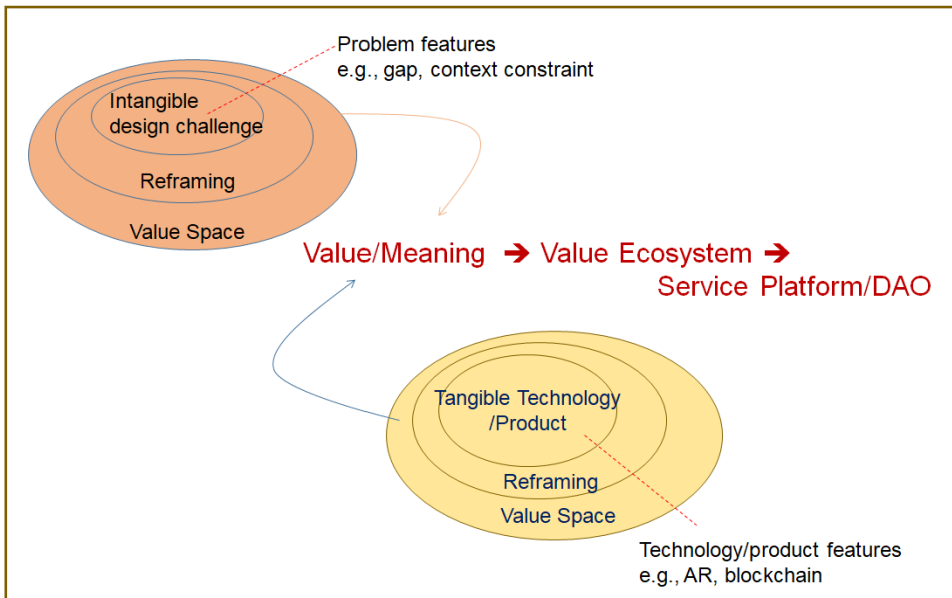 Problem features
e.g., gap, context constraint
Intangible
design challenge
Reframing
Value Space
Value/Meaning ➔ Value Ecosystem ➔
Service Platform/DAO
Tangible Technology
/Product
Reframing
Value Space
Technology/product features
e.g., AR, blockchain